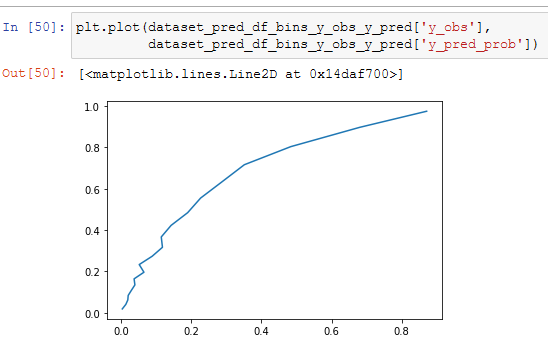 In [50]: plt.plot(dataset_pred_df_bins_y_obs_y_pred['y_obs'],
dataset_pred_df_bins_y_obs_y_pred['y_pred_prob'])
Out[50]: [<matplotlib.lines.Line2D at 0x14daf700>]
1.0
0.8
0.6
0.4
0.2
0.0
0.0 0.2 0.4 0.6 0.8